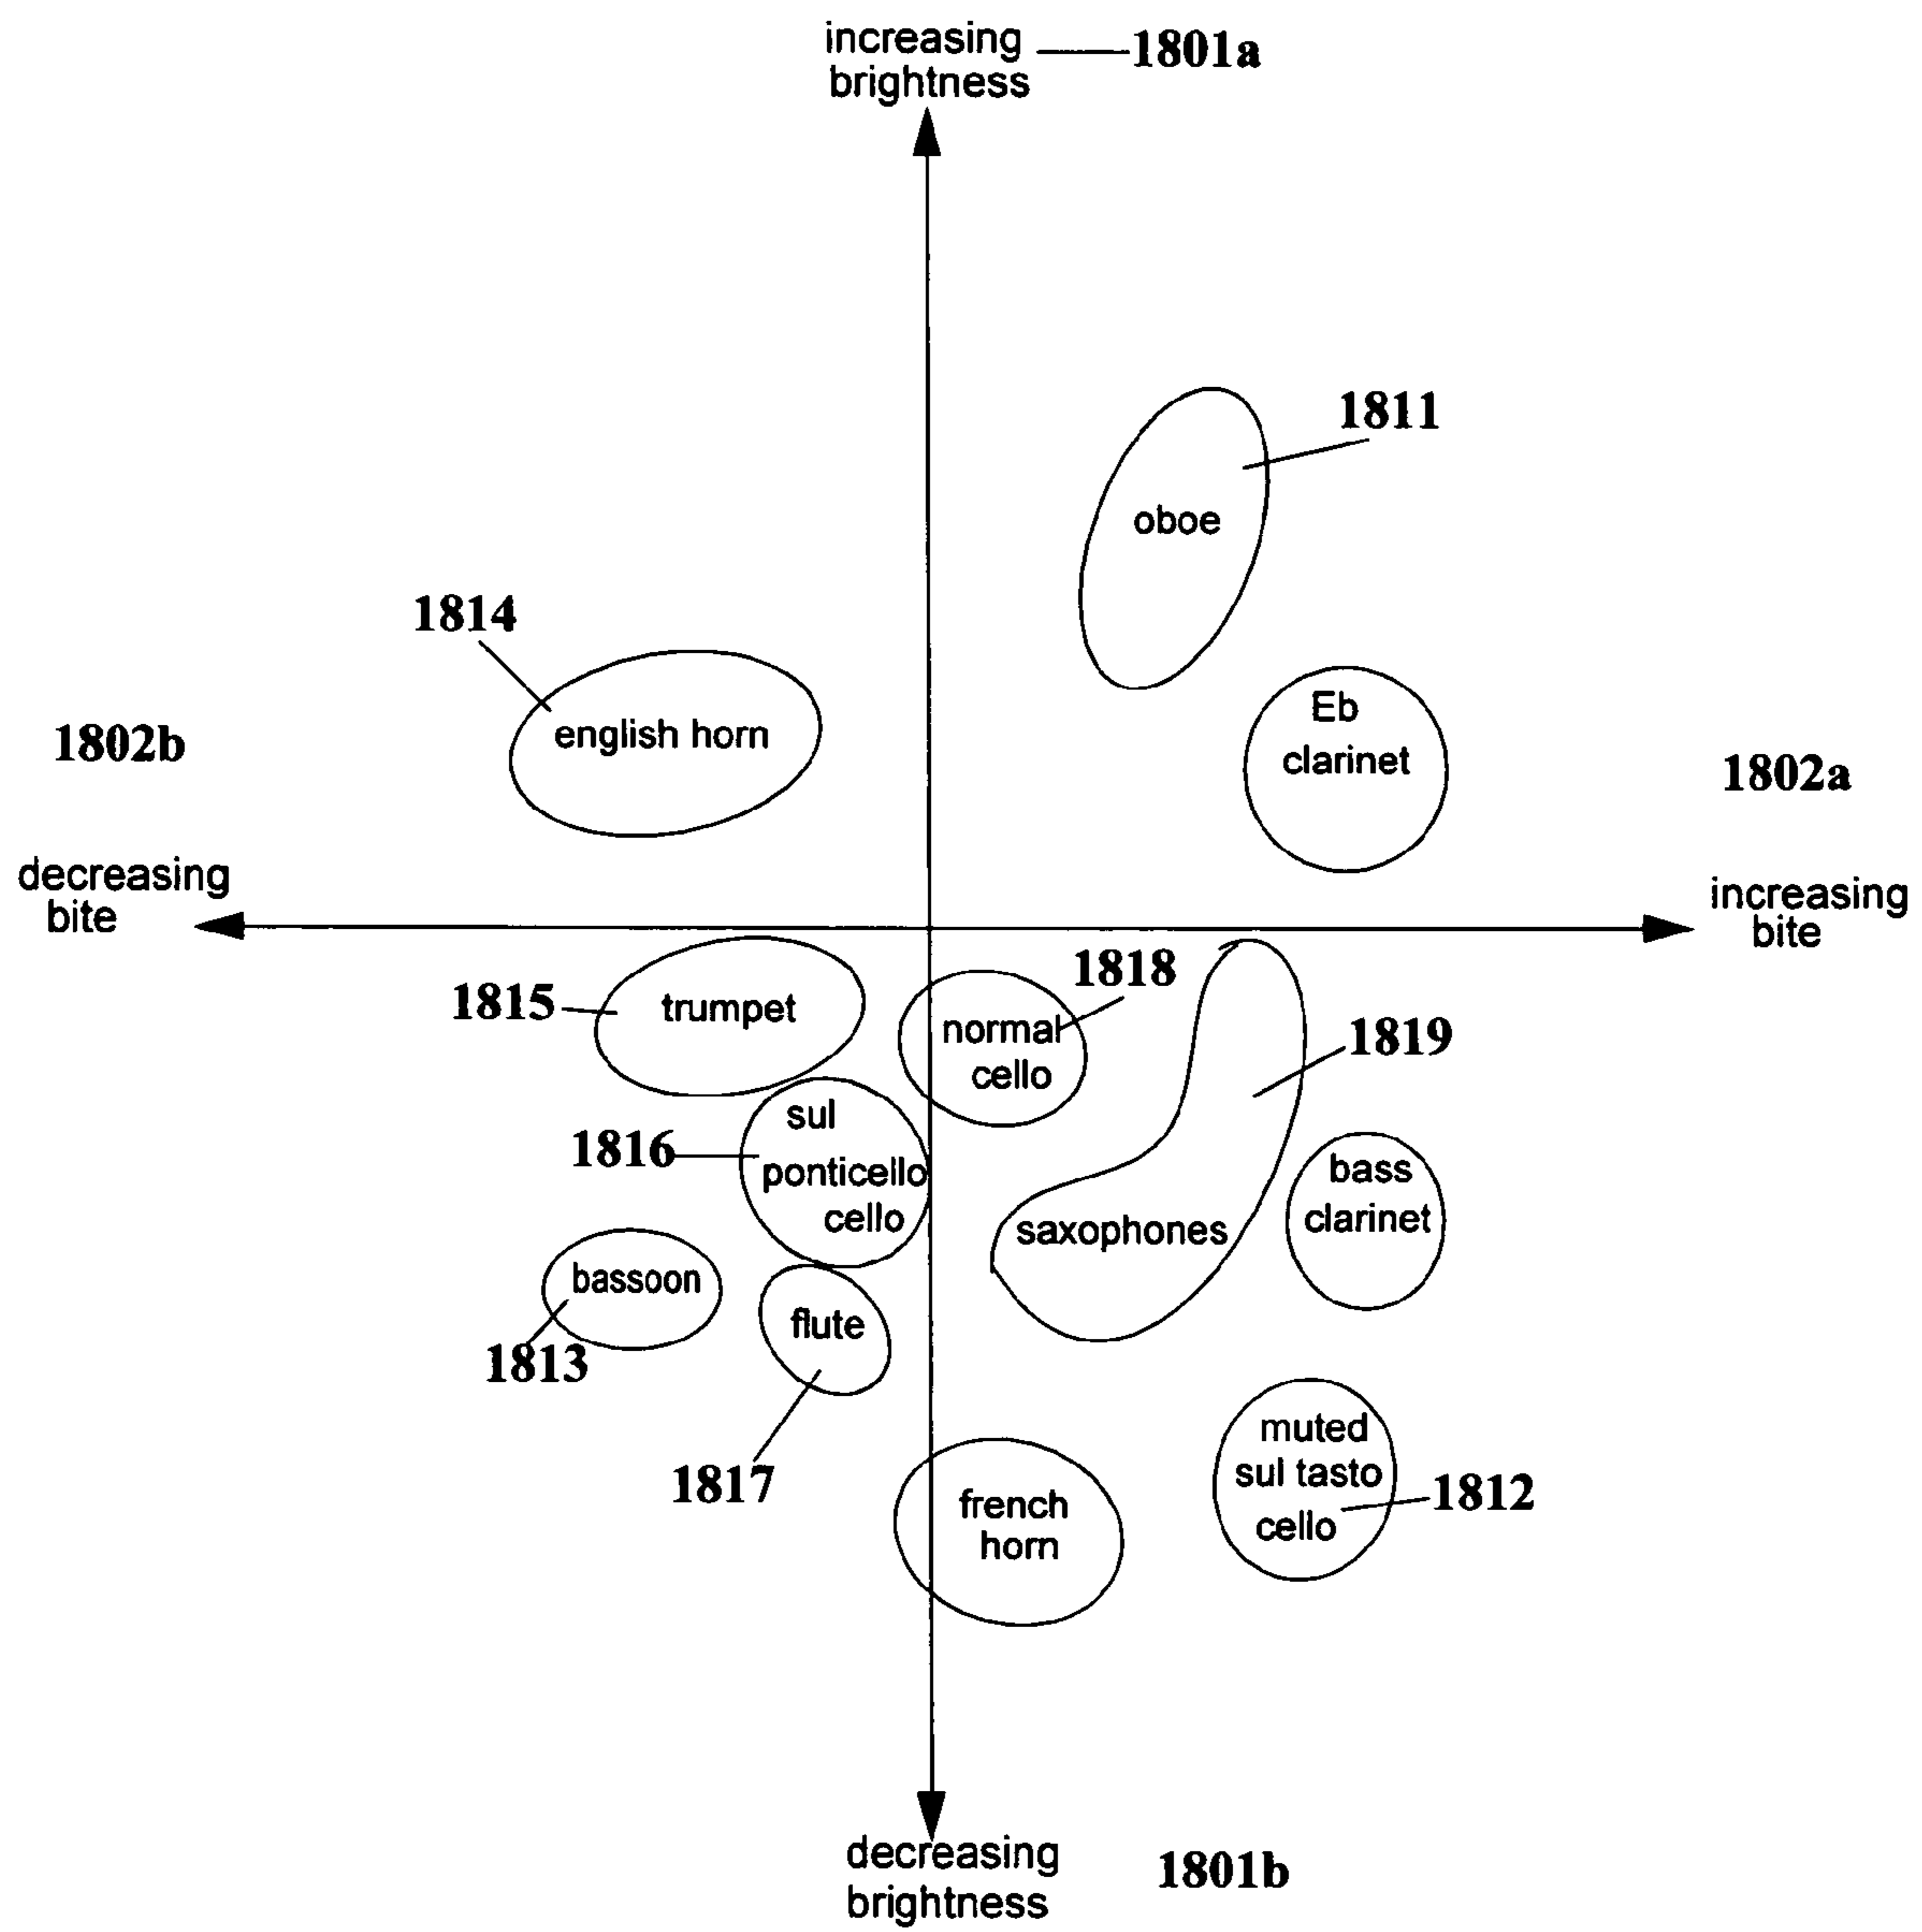 increasing
brightness
1801a
1811
oboe
1814
english horn
Eb
clarinet
1802b
1802a
decreasing
bite
increasing
bite
1815
trumpet
1818
normal
cello
1819
sul
ponticello
cello
1816
saxophones
bass
clarinet
bassoon
1813
flute
1817
muted
sul tasto
cello
1812
french
horn
decreasing
brightness
1801b